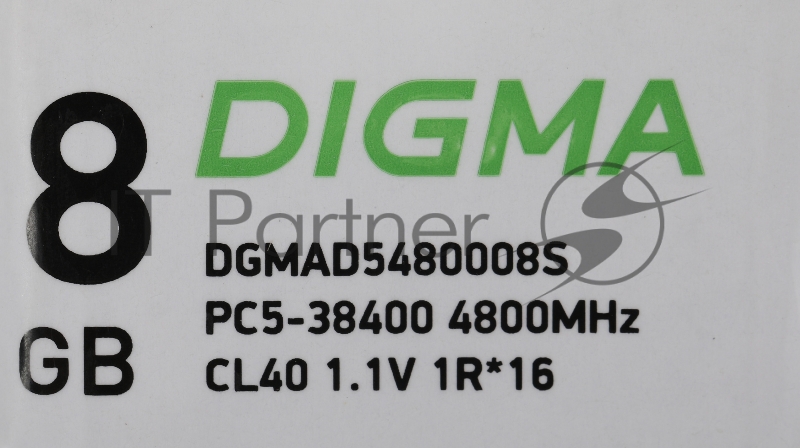 DIGMA
8
GB
IT Partner
DGMAD5480008S
PC5-38400 4800MHz
CL40 1.1V 1R*16